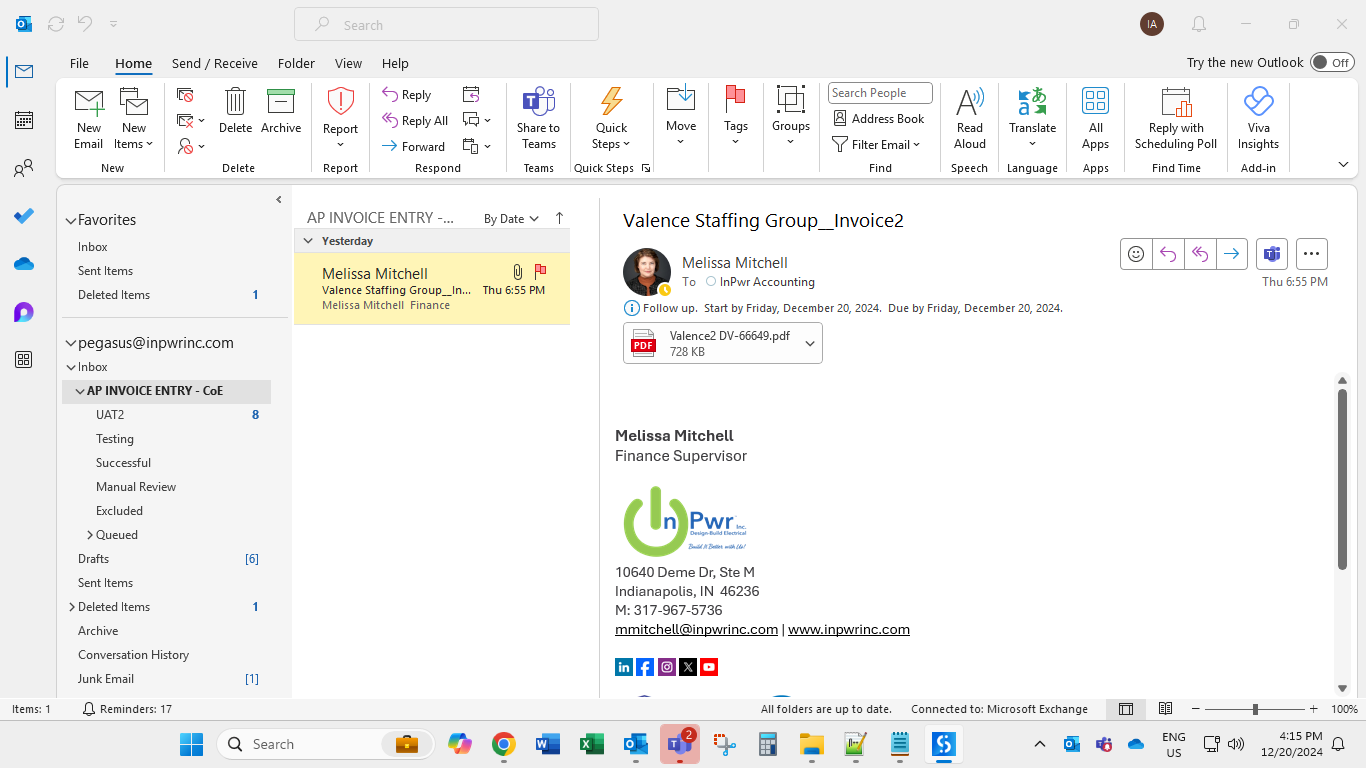 Search
IA
File Home Send / Receive Folder View Help
Try the new Outlook Off
New Email
New Items
New
Delete
Archive
Delete
Report
Report
Reply
Reply All
Forward
Respond
Share to Teams
Teams
Quick Steps
Quick Steps
Move
Tags
Groups
Search People
Address Book
Filter Email
Find
Read Aloud
Speech
Translate
Language
All Apps
Apps
Reply with Scheduling Poll
Find Time
Viva Insights
Add-in
Favorites
Inbox
Sent Items
Deleted Items 1
pegasus@inpwrinc.com
Inbox
AP INVOICE ENTRY - CoE
UAT2 8
Testing
Successful
Manual Review
Excluded
Queued
Drafts [6]
Sent Items
Deleted Items 1
Archive
Conversation History
Junk Email [1]
AP INVOICE ENTRY -... By Date
Yesterday
Melissa Mitchell
Valence Staffing Group__In... Thu 6:55 PM
Melissa Mitchell Finance
Valence Staffing Group__Invoice2
Melissa Mitchell
To InPwr Accounting
Thu 6:55 PM
Follow up. Start by Friday, December 20, 2024. Due by Friday, December 20, 2024.
PDF
Valence2 DV-66649.pdf
728 KB
Melissa Mitchell
Finance Supervisor
InPwr Inc.
Design-Build Electrical
Build It Better with Us!
10640 Deme Dr, Ste M
Indianapolis, IN 46236
M: 317-967-5736
mmitchell@inpwrinc.com | www.inpwrinc.com
Items: 1 Reminders: 17 All folders are up to date. Connected to: Microsoft Exchange 100%
Search
2
ENG
US
4:15 PM
12/20/2024